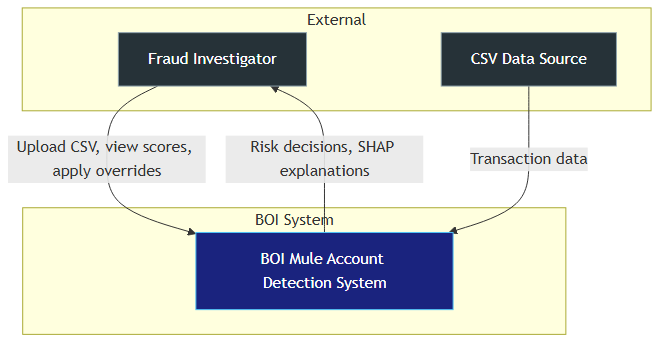 External
Fraud Investigator
CSV Data Source
Upload CSV, view scores,
apply overrides
Risk decisions, SHAP
explanations
Transaction data
BOI System
BOI Mule Account
Detection System